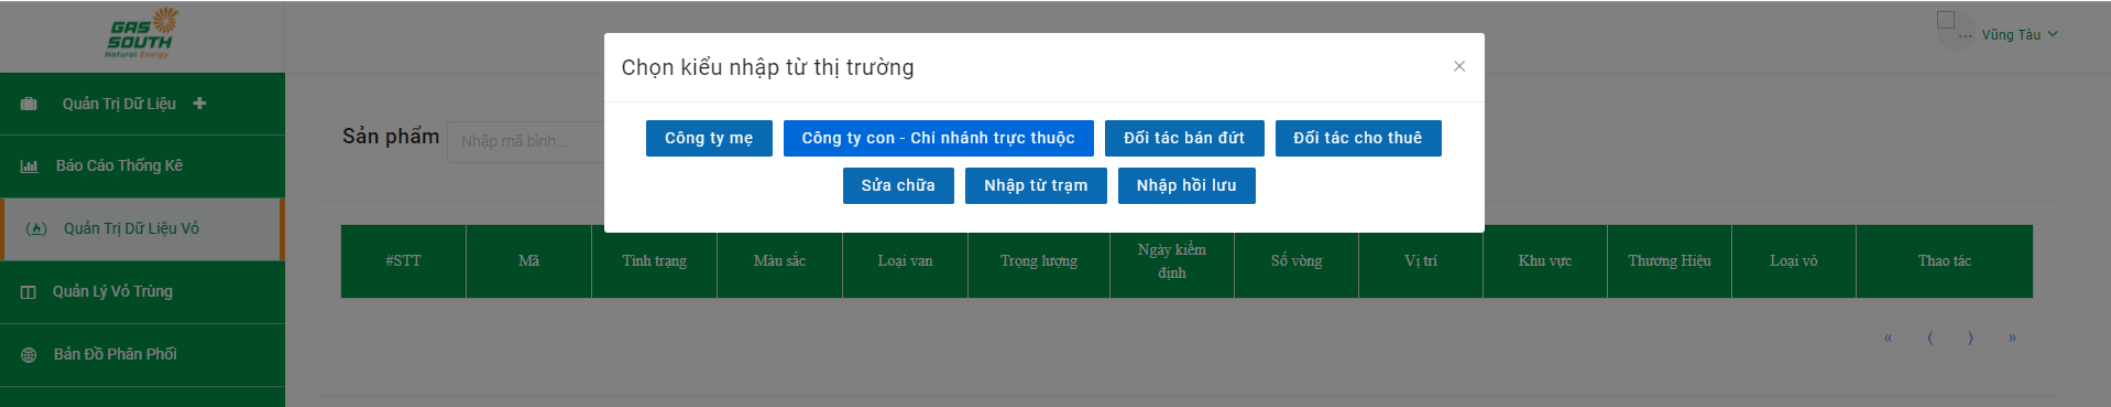 GAS
SOUTH
Natural Energy
... Vũng Tàu
Chọn kiểu nhập từ thị trường
×
Quản Trị Dữ Liệu +
Báo Cáo Thống Kê
Quản Trị Dữ Liệu Vỏ
Quản Lý Vỏ Trùng
Bản Đồ Phân Phối
Sản phẩm Nhập mã bình...
Công ty mẹ Công ty con - Chi nhánh trực thuộc Đối tác bán đứt Đối tác cho thuê
Sửa chữa Nhập từ trạm Nhập hồi lưu
#STT Mã Tình trạng Màu sắc Loại van Trọng lượng Ngày kiểm định Số vòng Vị trí Khu vực Thương Hiệu Loại vỏ Thao tác
« ⟨ ⟩ »